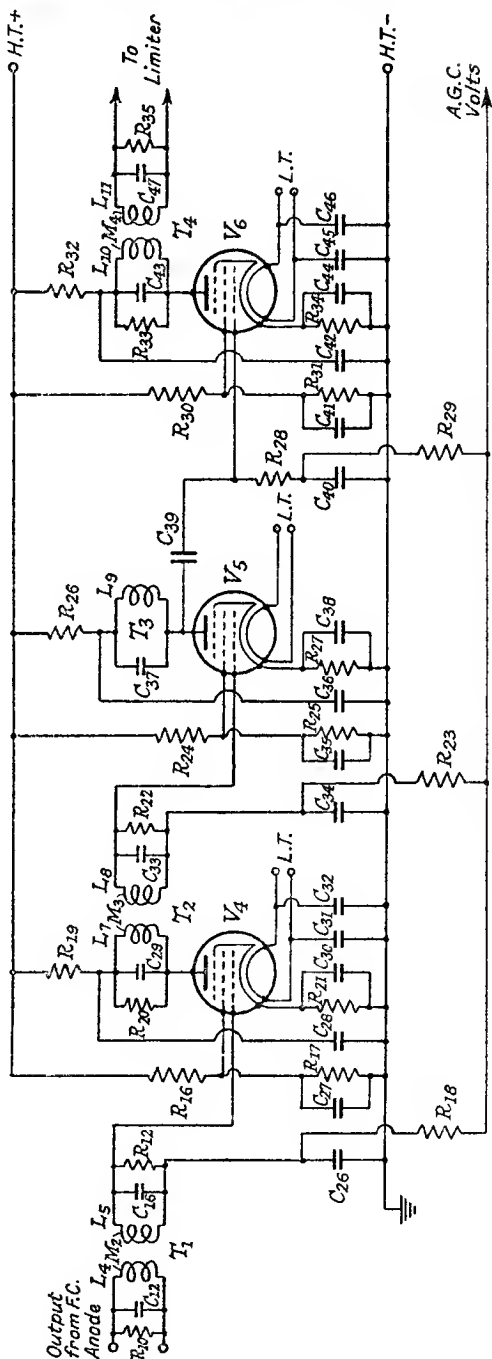 H.T.+
To
Limiter
R35
C47
L11
M4
L10
T4
C43
R33
R32
V6
L.T.
C46
C45
C44
R34
C42
R31
C41
R30
R28
C40
R29
C39
R26
L9
T3
C37
V5
L.T.
C38
R27
C36
R25
C35
R24
R22
C33
L8
M3
L7
T2
C29
R20
R19
V4
L.T.
C32
C31
C30
R21
C28
R17
C27
R16
C34
R23
R12
C16
L5
M2
L4
T1
C12
R10
Output
from F.C.
Anode
C26
R18
H.T.-
A.G.C.
Volts